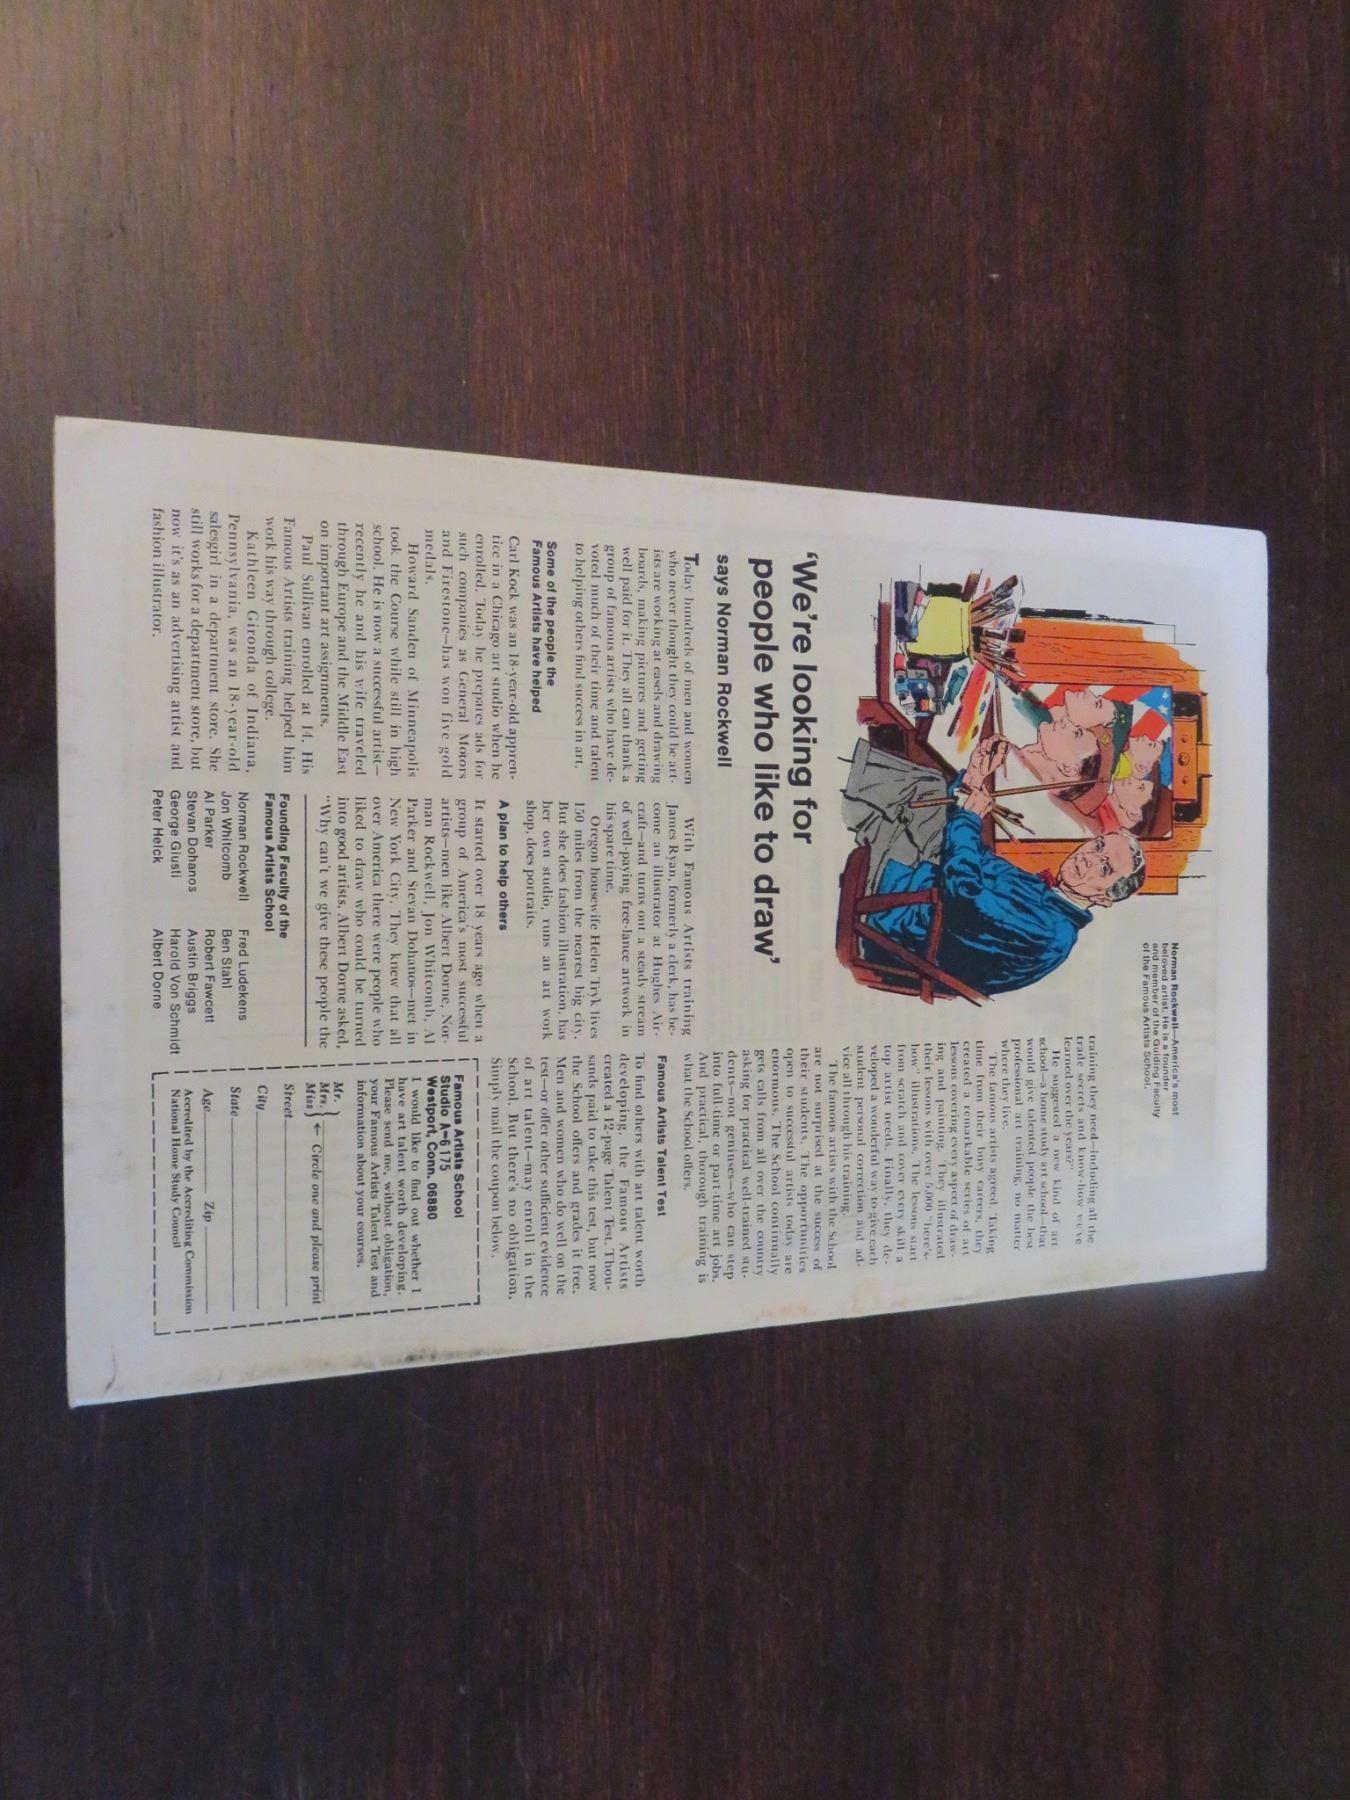 Norman Rockwell—America's most
beloved artist. He is a founder
and member of the Guiding Faculty
of the Famous Artists School.
'We're looking for
people who like to draw'
says Norman Rockwell
Today hundreds of men and women
who never thought they could be art-
ists are working at easels and drawing
boards, making pictures and getting
well paid for it. They all can thank a
group of famous artists who have de-
voted much of their time and talent
to helping others find success in art.
Some of the people the
Famous Artists have helped
Carl Kock was an 18-year-old appren-
tice in a Chicago art studio when he
enrolled. Today he prepares ads for
such companies as General Motors
and Firestone—has won five gold
medals.
Howard Sanden of Minneapolis
took the Course while still in high
school. He is now a successful artist—
recently he and his wife traveled
through Europe and the Middle East
on important art assignments.
Paul Sullivan enrolled at 14. His
Famous Artists training helped him
work his way through college.
Kathleen Gironda of Indiana,
Pennsylvania, was an 18-year-old
salesgirl in a department store. She
still works for a department store, but
now it's as an advertising artist and
fashion illustrator.
With Famous Artists training
James Ryan, formerly a clerk, has be-
come an illustrator at Hughes Air-
craft—and turns out a steady stream
of well-paying free-lance artwork in
his spare time.
Oregon housewife Helen Tryk lives
150 miles from the nearest big city.
But she does fashion illustration, has
her own studio, runs an art work
shop, does portraits.
A plan to help others
It started over 18 years ago when a
group of America's most successful
artists—men like Albert Dorne, Nor-
man Rockwell, Jon Whitcomb, Al
Parker and Stevan Dohanos—met in
New York City. They knew that all
over America there were people who
liked to draw who could be turned
into good artists. Albert Dorne asked,
"Why can't we give these people the
Founding Faculty of the
Famous Artists School
Norman Rockwell Fred Ludekens
Jon Whitcomb Ben Stahl
Al Parker Robert Fawcett
Stevan Dohanos Austin Briggs
George Giusti Harold Von Schmidt
Peter Helck Albert Dorne
training they need—including all the
trade secrets and know-how we've
learned over the years?"
He suggested a new kind of art
school—a home study art school—that
would give talented people the best
professional art training, no matter
where they live.
The famous artists agreed. Taking
time from their busy careers, they
created a remarkable series of art
lessons covering every aspect of draw-
ing and painting. They illustrated
their lessons with over 5,000 "here's-
how" illustrations. The lessons start
from scratch and cover every skill a
top artist needs. Finally, they de-
veloped a wonderful way to give each
student personal correction and ad-
vice all through his training.
The famous artists with the School
are not surprised at the success of
their students. The opportunities
open to successful artists today are
enormous. The School continually
gets calls from all over the country
asking for practical well-trained stu-
dents—not geniuses—who can step
into full-time or part-time art jobs.
And practical, thorough training is
what the School offers.
Famous Artists Talent Test
To find others with art talent worth
developing, the Famous Artists
created a 12-page Talent Test. Thou-
sands paid to take this test, but now
the School offers and grades it free.
Men and women who do well on the
test—or offer other sufficient evidence
of art talent—may enroll in the
School. But there's no obligation.
Simply mail the coupon below.
Famous Artists School
Studio A-6175
Westport, Conn. 06880
I would like to find out whether I
have art talent worth developing.
Please send me, without obligation,
your Famous Artists Talent Test and
information about your courses.
Mr.
Mrs. } ← Circle one and please print
Miss
Street
City
State
Age Zip
Accredited by the Accrediting Commission
National Home Study Council